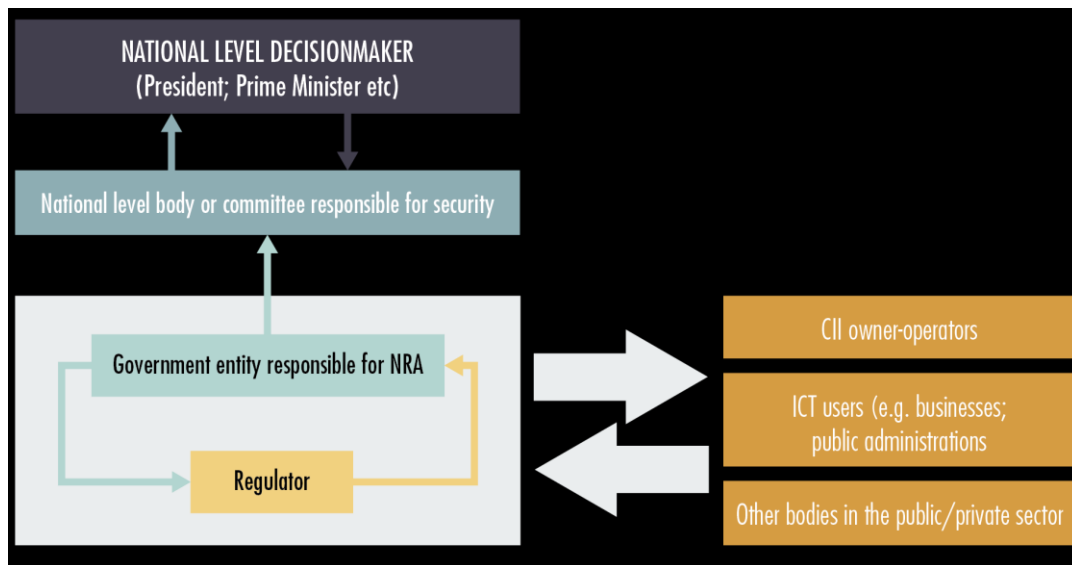 NATIONAL LEVEL DECISIONMAKER
(President; Prime Minister etc)
National level body or committee responsible for security
Government entity responsible for NRA
Regulator
CII owner-operators
ICT users (e.g. businesses;
public administrations
Other bodies in the public/private sector